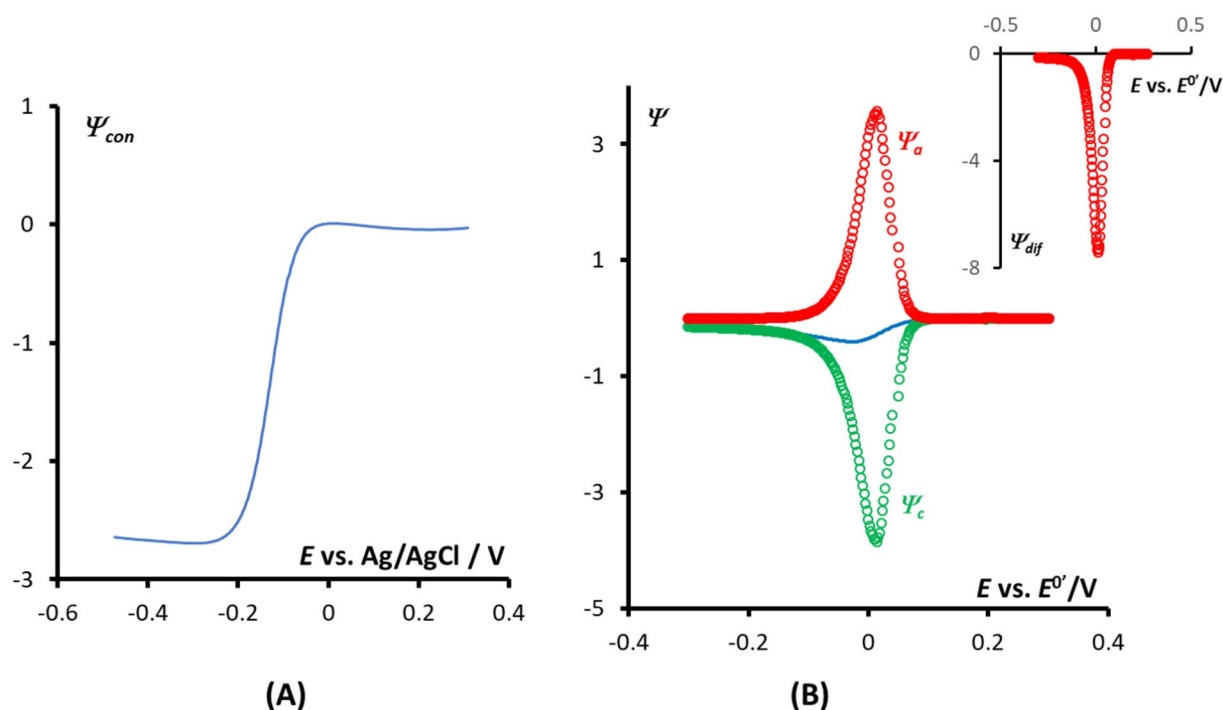 1
0
-1
-2
-3
-0.6
-0.4
-0.2
0
0.2
0.4
Ψcon
E vs. Ag/AgCl / V
(A)
3
1
-1
-3
-5
-0.4
-0.2
0
0.2
0.4
Ψ
Ψa
Ψc
E vs. E0'/V
(B)
-0.5
0
0.5
0
-4
-8
E vs. E0'/V
Ψdif